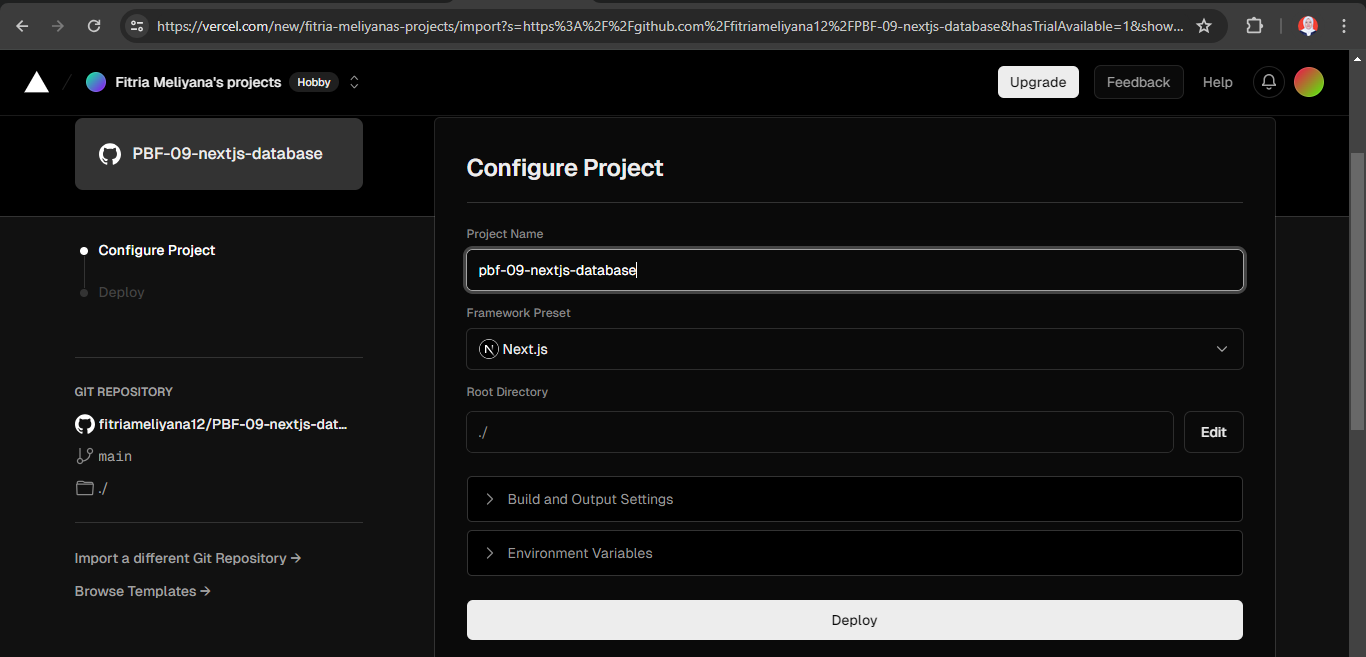 https://vercel.com/new/fitria-meliyanas-projects/import?s=https%3A%2F%2Fgithub.com%2Ffitriameliyana12%2FPBF-09-nextjs-database&hasTrialAvailable=1&show...
Fitria Meliyana's projects Hobby
Upgrade Feedback Help
PBF-09-nextjs-database
Configure Project
Deploy
GIT REPOSITORY
fitriameliyana12/PBF-09-nextjs-dat...
main
./
Import a different Git Repository →
Browse Templates →
Configure Project
Project Name
pbf-09-nextjs-database
Framework Preset
N Next.js
Root Directory
./ Edit
Build and Output Settings
Environment Variables
Deploy